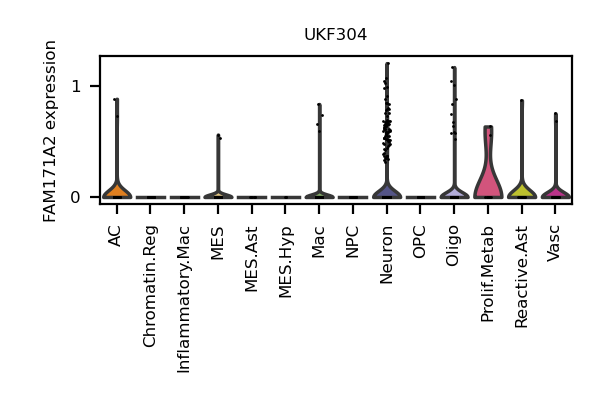 UKF304
FAM171A2 expression
1
0
AC
Chromatin.Reg
Inflammatory.Mac
MES
MES.Ast
MES.Hyp
Mac
NPC
Neuron
OPC
Oligo
Prolif.Metab
Reactive.Ast
Vasc